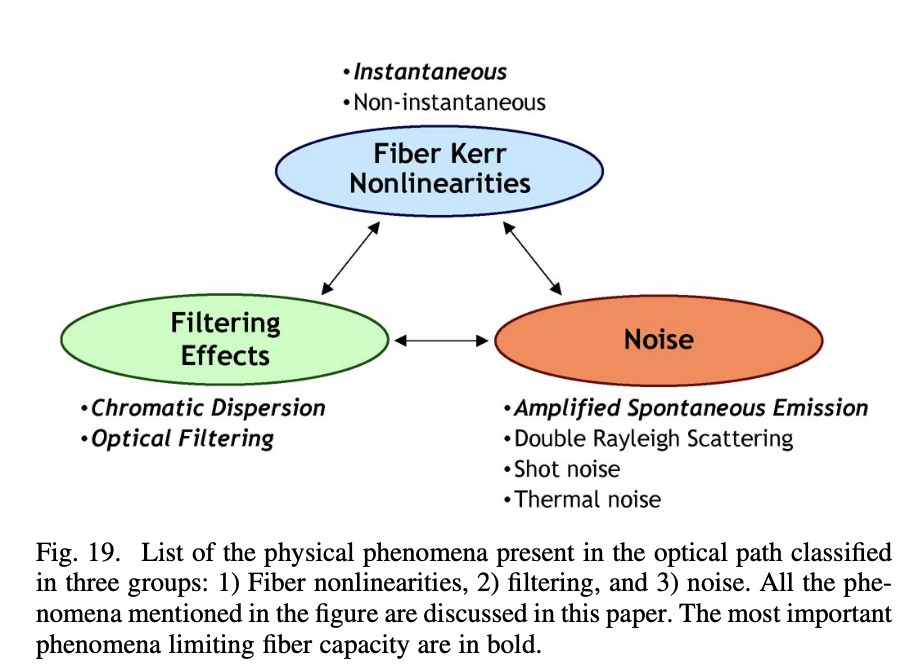 •Instantaneous
•Non-instantaneous
Fiber Kerr
Nonlinearities
Filtering
Effects
Noise
•Chromatic Dispersion
•Optical Filtering
•Amplified Spontaneous Emission
•Double Rayleigh Scattering
•Shot noise
•Thermal noise
Fig. 19. List of the physical phenomena present in the optical path classified
in three groups: 1) Fiber nonlinearities, 2) filtering, and 3) noise. All the phe-
nomena mentioned in the figure are discussed in this paper. The most important
phenomena limiting fiber capacity are in bold.